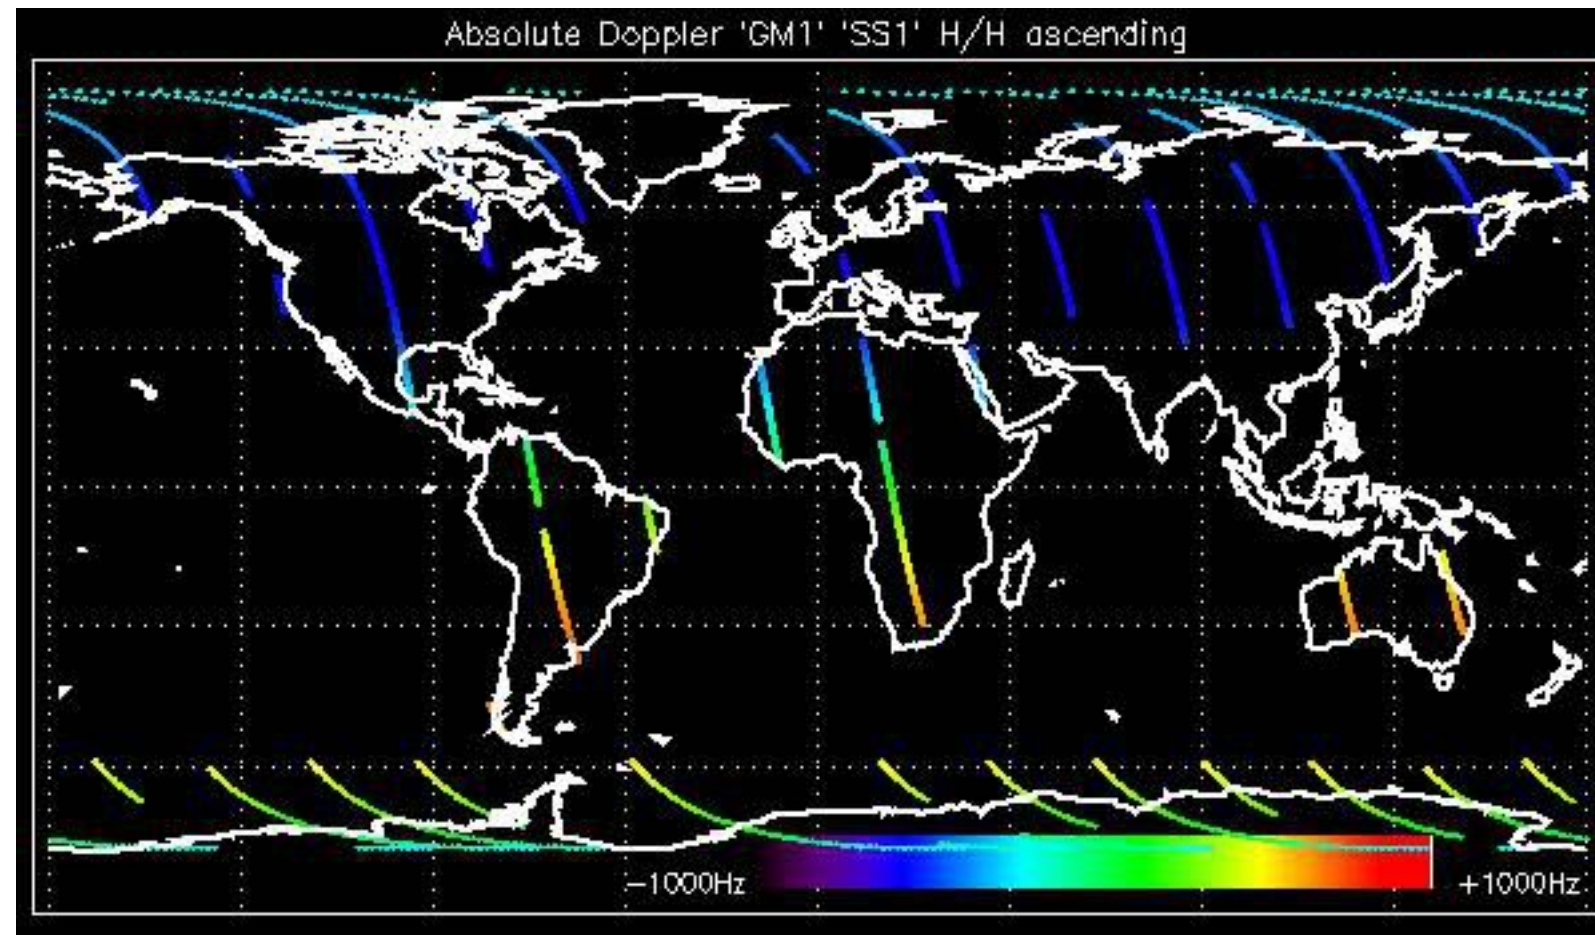 Absolute Doppler 'GM1' 'SS1' H/H ascending
−1000Hz
+1000Hz